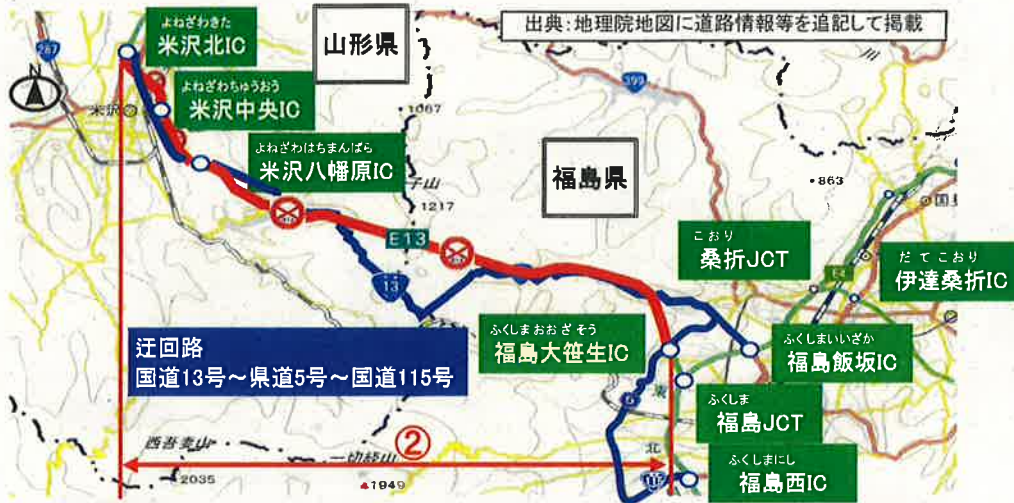 出典:地理院地図に道路情報等を追記して掲載
よねざわきた
米沢北IC
山形県
287
N
399
よねざわちゅうおう
米沢中央IC
米沢
・1067
よねざわはちまんぱら
米沢八幡原IC
福島県
子山
・863
1217
国見
E13
こおり
桑折JCT
だてこおり
伊達桑折IC
E4
13
ふくしまおおざそう
福島大笹生IC
ふくしまいいざか
福島飯坂IC
迂回路
国道13号~県道5号~国道115号
東
ふくしま
福島JCT
西吾妻山
一切経山
②
北
ふくしまにし
福島西IC
・2035
▲1949
115